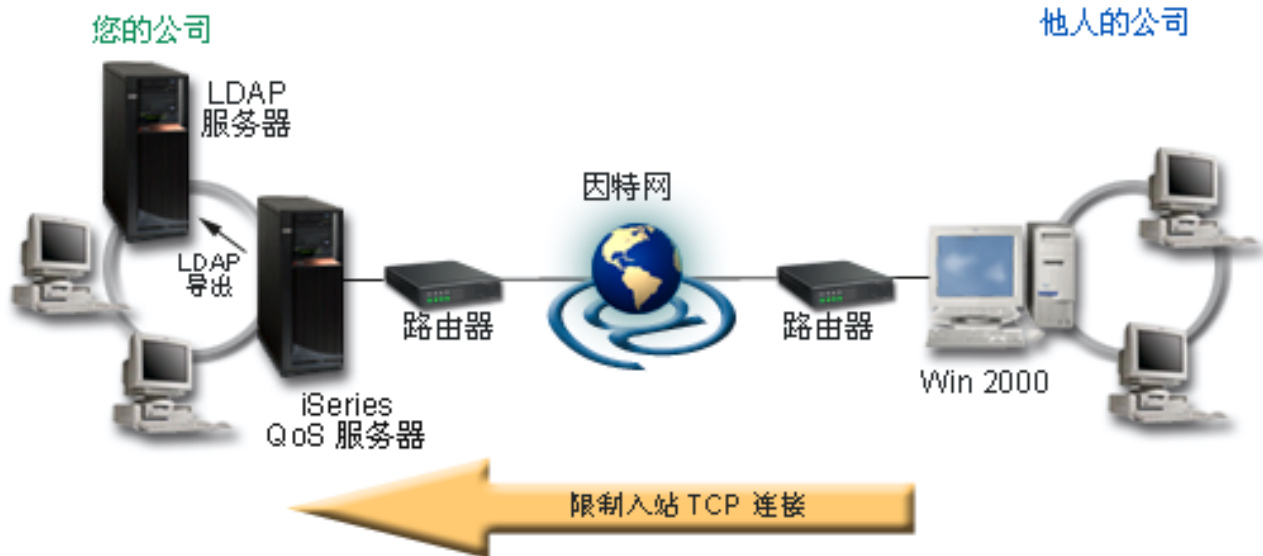 您的公司
他人的公司
LDAP
服务器
因特网
LDAP
导出
路由器
路由器
Win 2000
iSeries
QoS 服务器
限制入站 TCP 连接